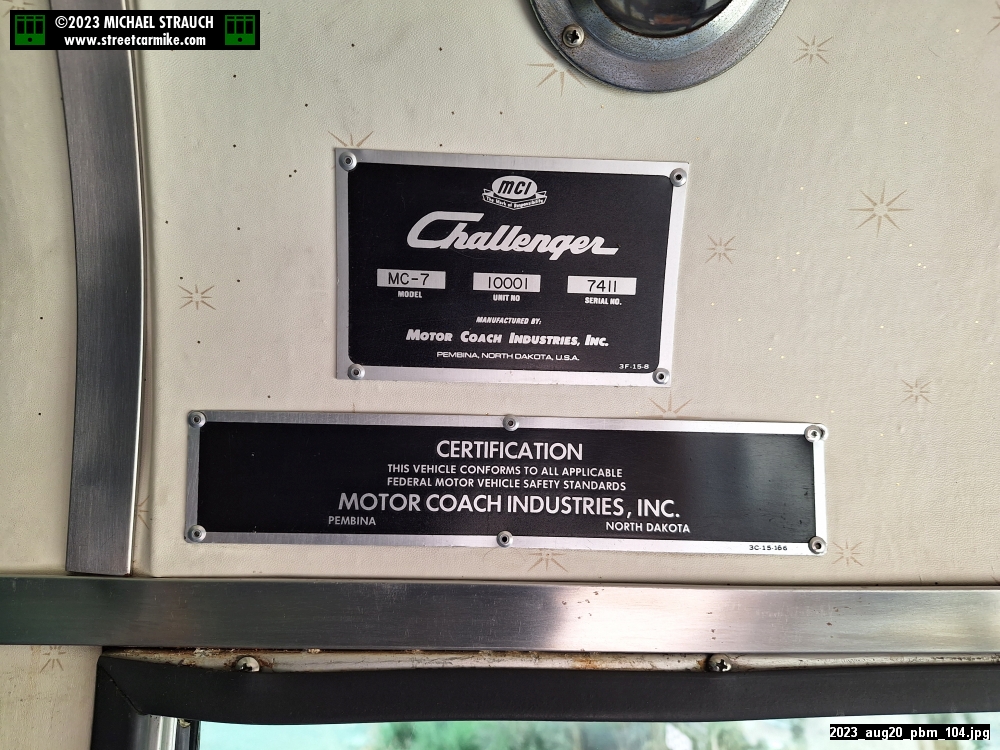 ©2023 MICHAEL STRAUCH
www.streetcarmike.com
MCI
The Mark of Responsibility
Challenger
MC-7 10001 7411
MODEL UNIT NO SERIAL NO.
MANUFACTURED BY:
MOTOR COACH INDUSTRIES, INC.
PEMBINA, NORTH DAKOTA, U.S.A.
3F-15-8
CERTIFICATION
THIS VEHICLE CONFORMS TO ALL APPLICABLE
FEDERAL MOTOR VEHICLE SAFETY STANDARDS
MOTOR COACH INDUSTRIES, INC.
PEMBINA NORTH DAKOTA
3C-15-166
2023_aug20_pbm_104.jpg